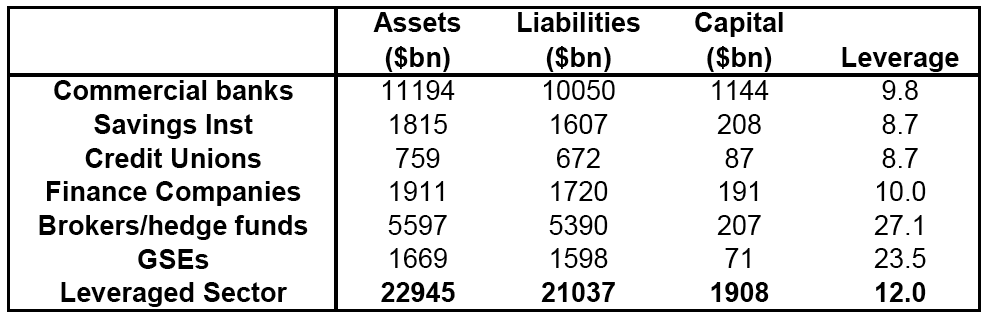 Assets Liabilities Capital
($bn) ($bn) ($bn) Leverage
Commercial banks 11194 10050 1144 9.8
Savings Inst 1815 1607 208 8.7
Credit Unions 759 672 87 8.7
Finance Companies 1911 1720 191 10.0
Brokers/hedge funds 5597 5390 207 27.1
GSEs 1669 1598 71 23.5
Leveraged Sector 22945 21037 1908 12.0